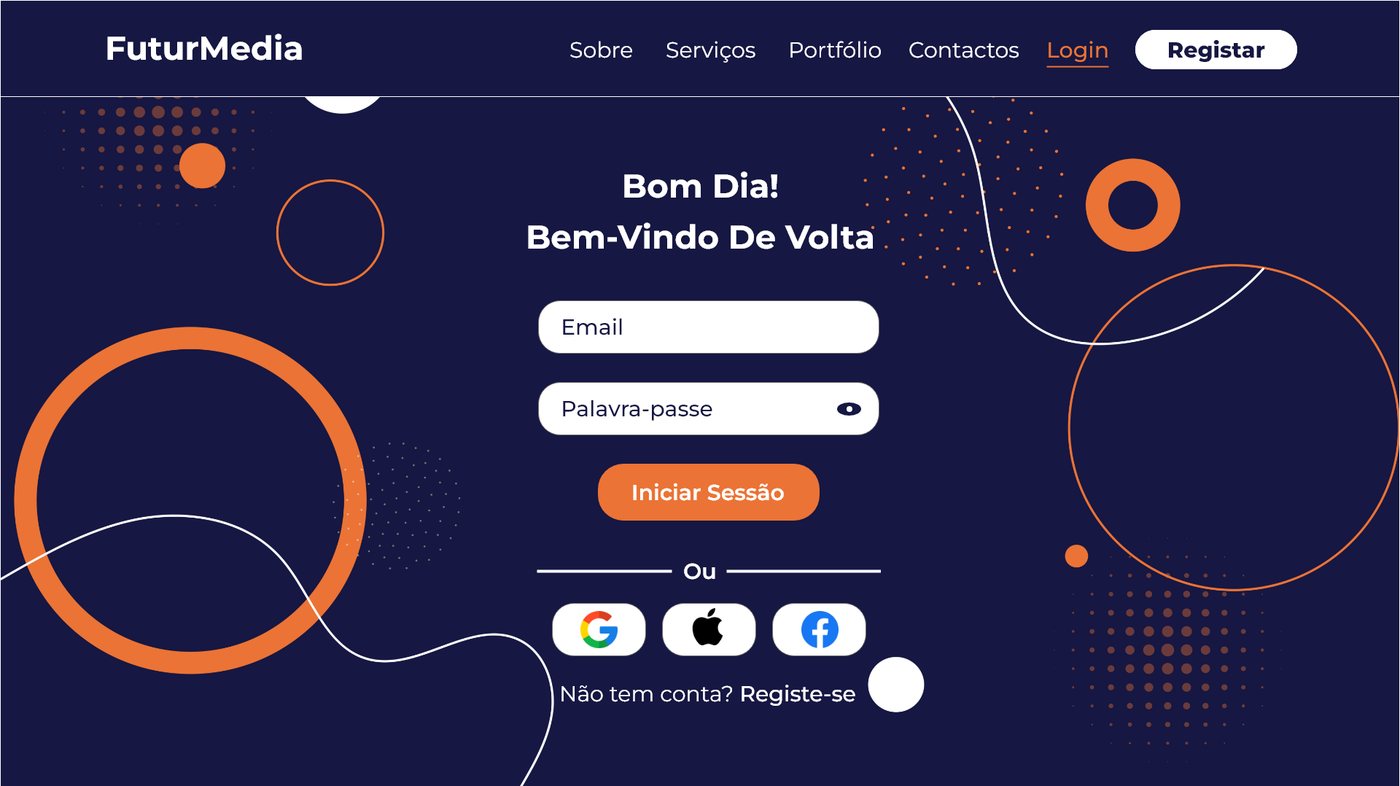 FuturMedia
Sobre Serviços Portfólio Contactos Login Registar
Bom Dia!
Bem-Vindo De Volta
Email
Palavra-passe
Iniciar Sessão
Ou
Não tem conta? Registe-se